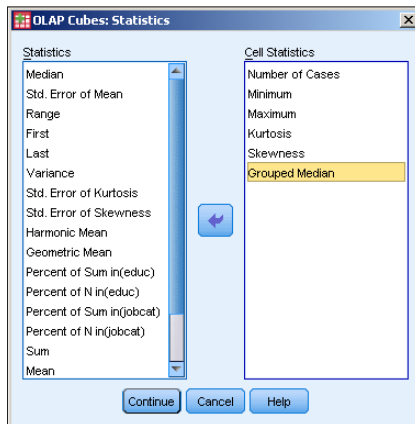 OLAP Cubes: Statistics
Statistics
Median
Std. Error of Mean
Range
First
Last
Variance
Std. Error of Kurtosis
Std. Error of Skewness
Harmonic Mean
Geometric Mean
Percent of Sum in(educ)
Percent of N in(educ)
Percent of Sum in(jobcat)
Percent of N in(jobcat)
Sum
Mean
Cell Statistics
Number of Cases
Minimum
Maximum
Kurtosis
Skewness
Grouped Median
Continue
Cancel
Help